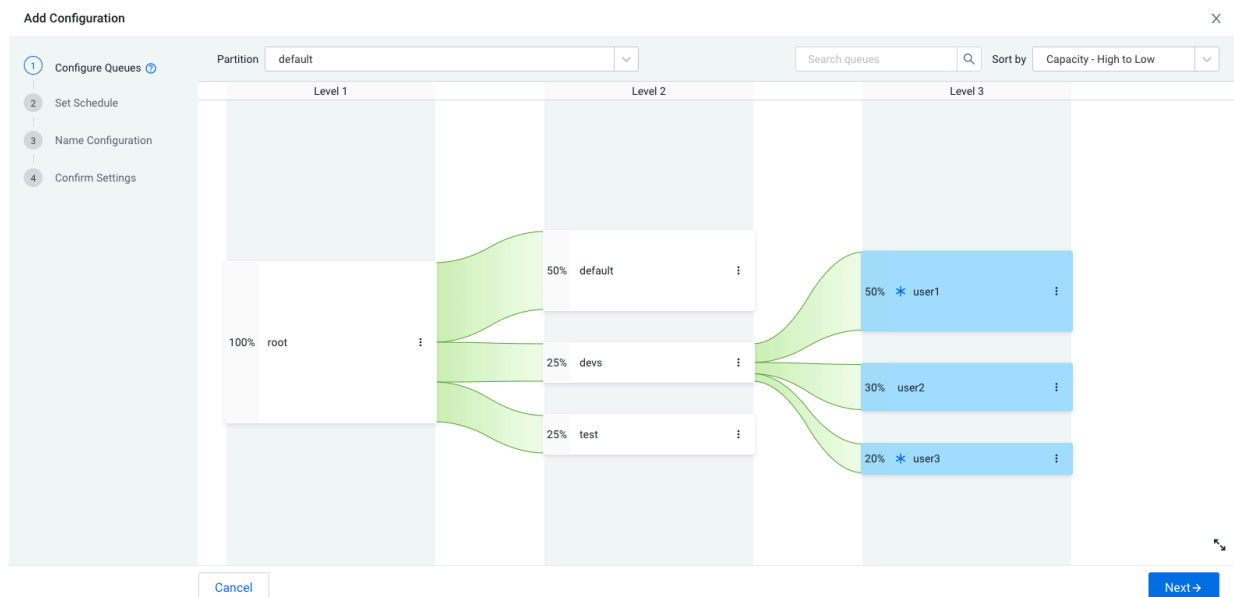 Add Configuration
1 Configure Queues
2 Set Schedule
3 Name Configuration
4 Confirm Settings
Partition default Search queues Sort by Capacity - High to Low
Level 1 Level 2 Level 3
100% root
50% default
25% devs
25% test
50% user1
30% user2
20% user3
Cancel Next→